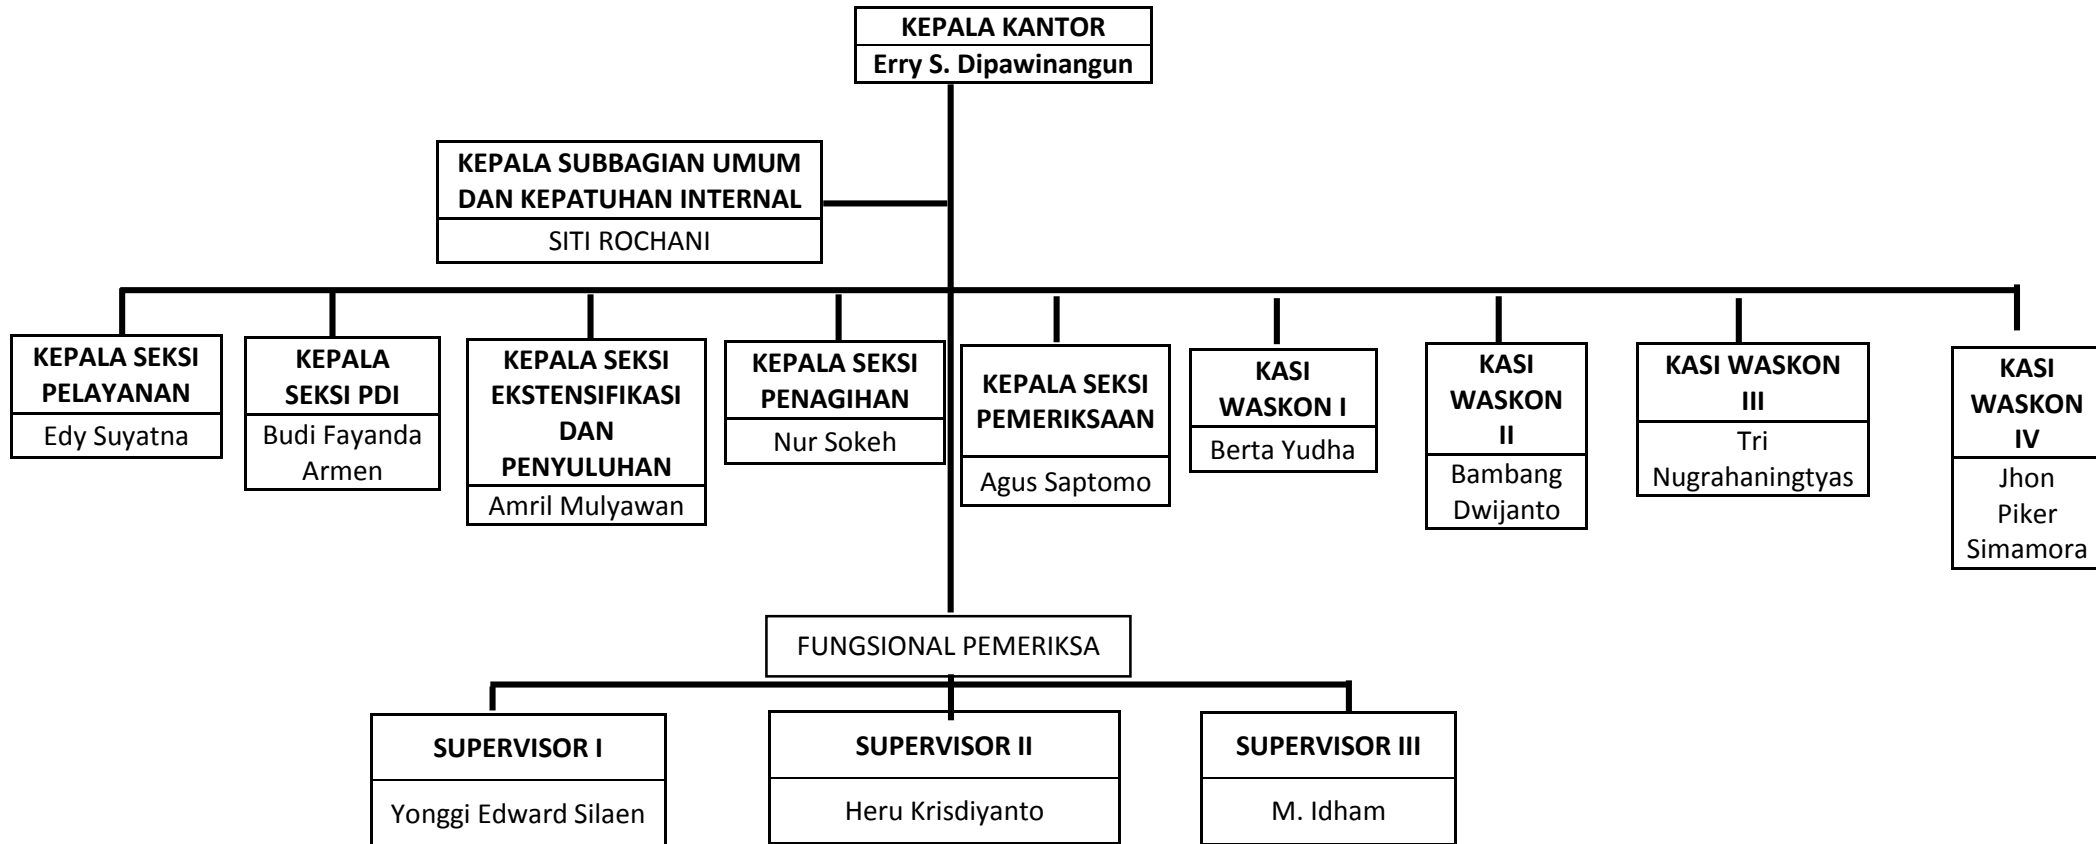 KEPALA KANTOR
Erry S. Dipawinangun
KEPALA SUBBAGIAN UMUM
DAN KEPATUHAN INTERNAL
SITI ROCHANI
KEPALA SEKSI
PELAYANAN
Edy Suyatna
KEPALA
SEKSI PDI
Budi Fayanda
Armen
KEPALA SEKSI
EKSTENSIFIKASI
DAN
PENYULUHAN
Amril Mulyawan
KEPALA SEKSI
PENAGIHAN
Nur Sokeh
KEPALA SEKSI
PEMERIKSAAN
Agus Saptomo
KASI
WASKON I
Berta Yudha
KASI
WASKON
II
Bambang
Dwijanto
KASI WASKON
III
Tri
Nugrahaningtyas
KASI
WASKON
IV
Jhon
Piker
Simamora
FUNGSIONAL PEMERIKSA
SUPERVISOR I
Yonggi Edward Silaen
SUPERVISOR II
Heru Krisdiyanto
SUPERVISOR III
M. Idham